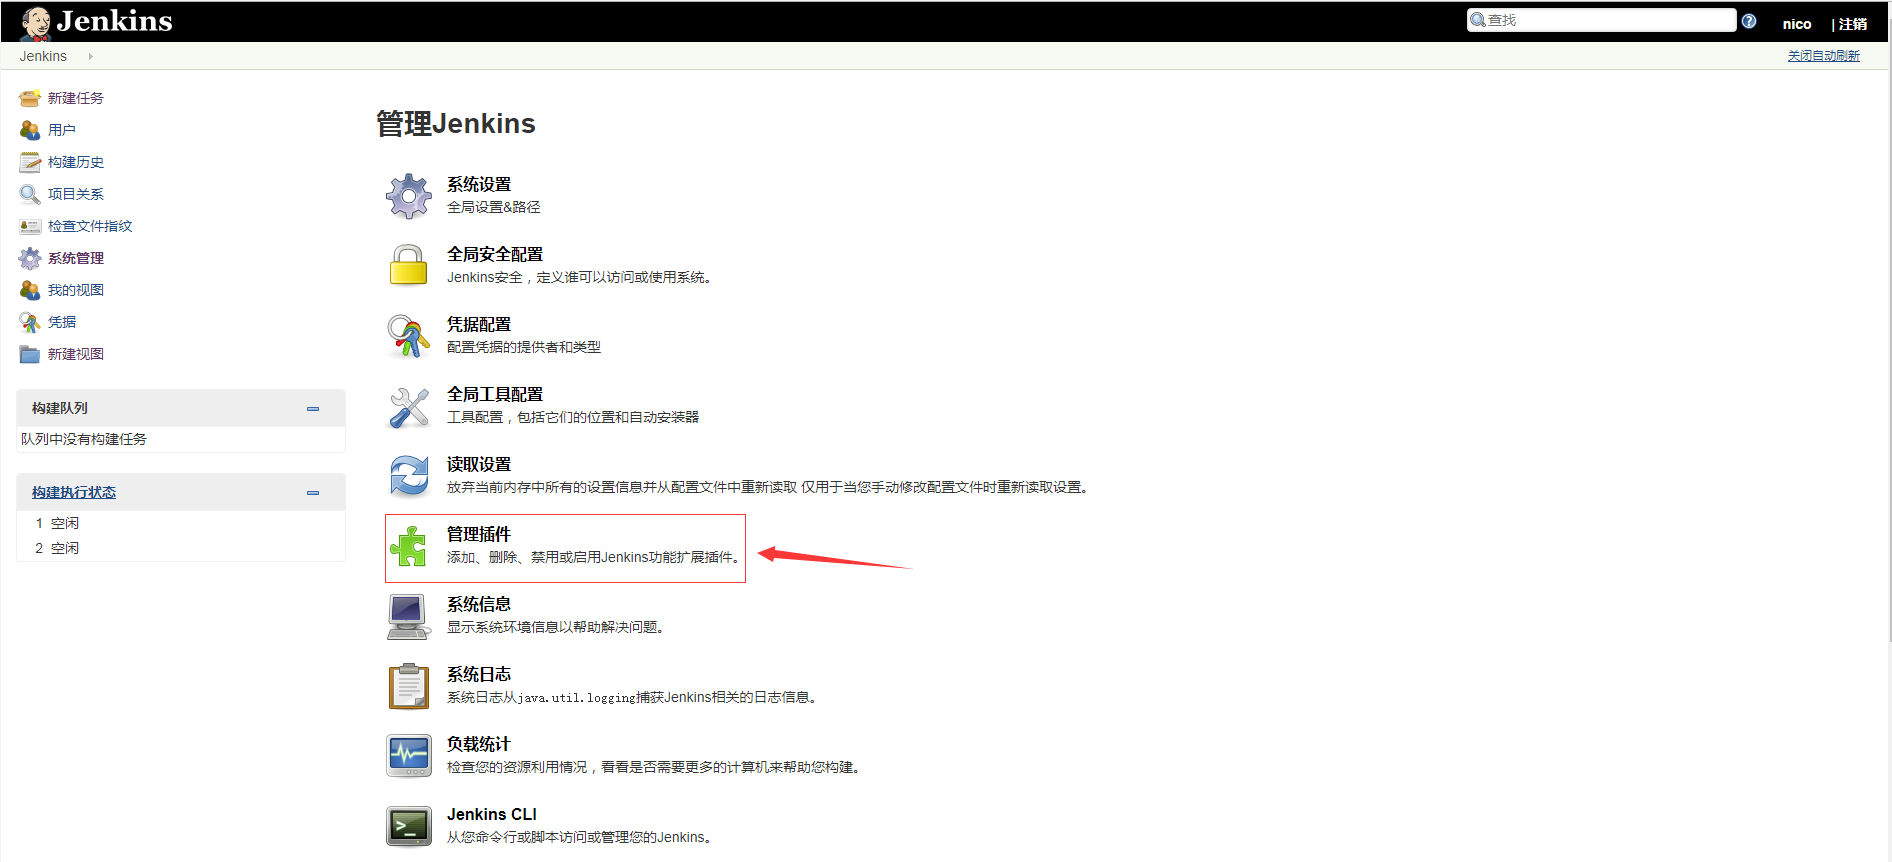 Jenkins
查找
nico
| 注销
Jenkins
关闭自动刷新
新建任务
用户
构建历史
项目关系
检查文件指纹
系统管理
我的视图
凭据
新建视图
构建队列
队列中没有构建任务
构建执行状态
1 空闲
2 空闲
管理Jenkins
系统设置
全局设置&路径
全局安全配置
Jenkins安全，定义谁可以访问或使用系统。
凭据配置
配置凭据的提供者和类型
全局工具配置
工具配置，包括它们的位置和自动安装器
读取设置
放弃当前内存中所有的设置信息并从配置文件中重新读取 仅用于当您手动修改配置文件时重新读取设置。
管理插件
添加、删除、禁用或启用Jenkins功能扩展插件。
系统信息
显示系统环境信息以帮助解决问题。
系统日志
系统日志从java.util.logging捕获Jenkins相关的日志信息。
负载统计
检查您的资源利用情况，看看是否需要更多的计算机来帮助您构建。
Jenkins CLI
从您命令行或脚本访问或管理您的Jenkins。